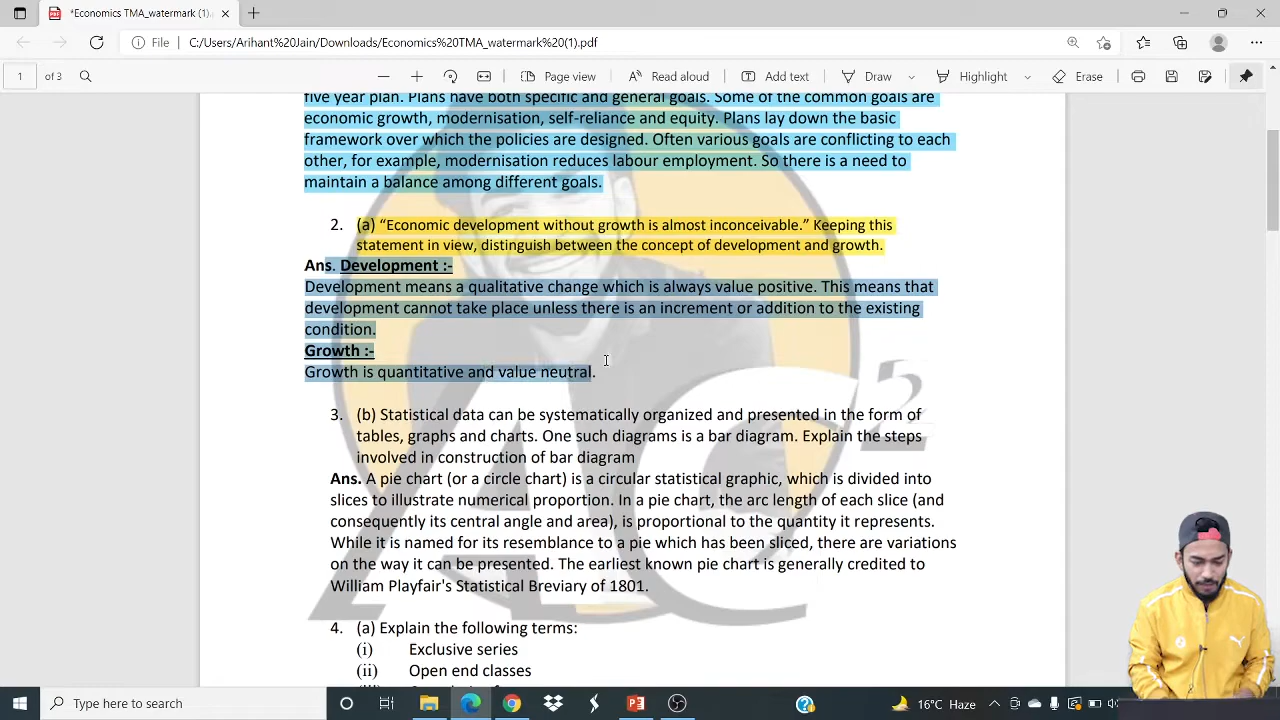 *Economics TMA_watermark (1).pdf
File
C:/Users/Arihant%20Jain/Downloads/Economics%20TMA_watermark%20(1).pdf
1 of 3
Page view
Read aloud
Add text
Draw
Highlight
Erase
five year plan. Plans have both specific and general goals. Some of the common goals are
economic growth, modernisation, self-reliance and equity. Plans lay down the basic
framework over which the policies are designed. Often various goals are conflicting to each
other, for example, modernisation reduces labour employment. So there is a need to
maintain a balance among different goals.
2. (a) “Economic development without growth is almost inconceivable.” Keeping this
statement in view, distinguish between the concept of development and growth.
Ans. Development :-
Development means a qualitative change which is always value positive. This means that
development cannot take place unless there is an increment or addition to the existing
condition.
Growth :-
Growth is quantitative and value neutral.
3. (b) Statistical data can be systematically organized and presented in the form of
tables, graphs and charts. One such diagrams is a bar diagram. Explain the steps
involved in construction of bar diagram
Ans. A pie chart (or a circle chart) is a circular statistical graphic, which is divided into
slices to illustrate numerical proportion. In a pie chart, the arc length of each slice (and
consequently its central angle and area), is proportional to the quantity it represents.
While it is named for its resemblance to a pie which has been sliced, there are variations
on the way it can be presented. The earliest known pie chart is generally credited to
William Playfair's Statistical Breviary of 1801.
4. (a) Explain the following terms:
(i) Exclusive series
(ii) Open end classes
Type here to search
16°C Haze